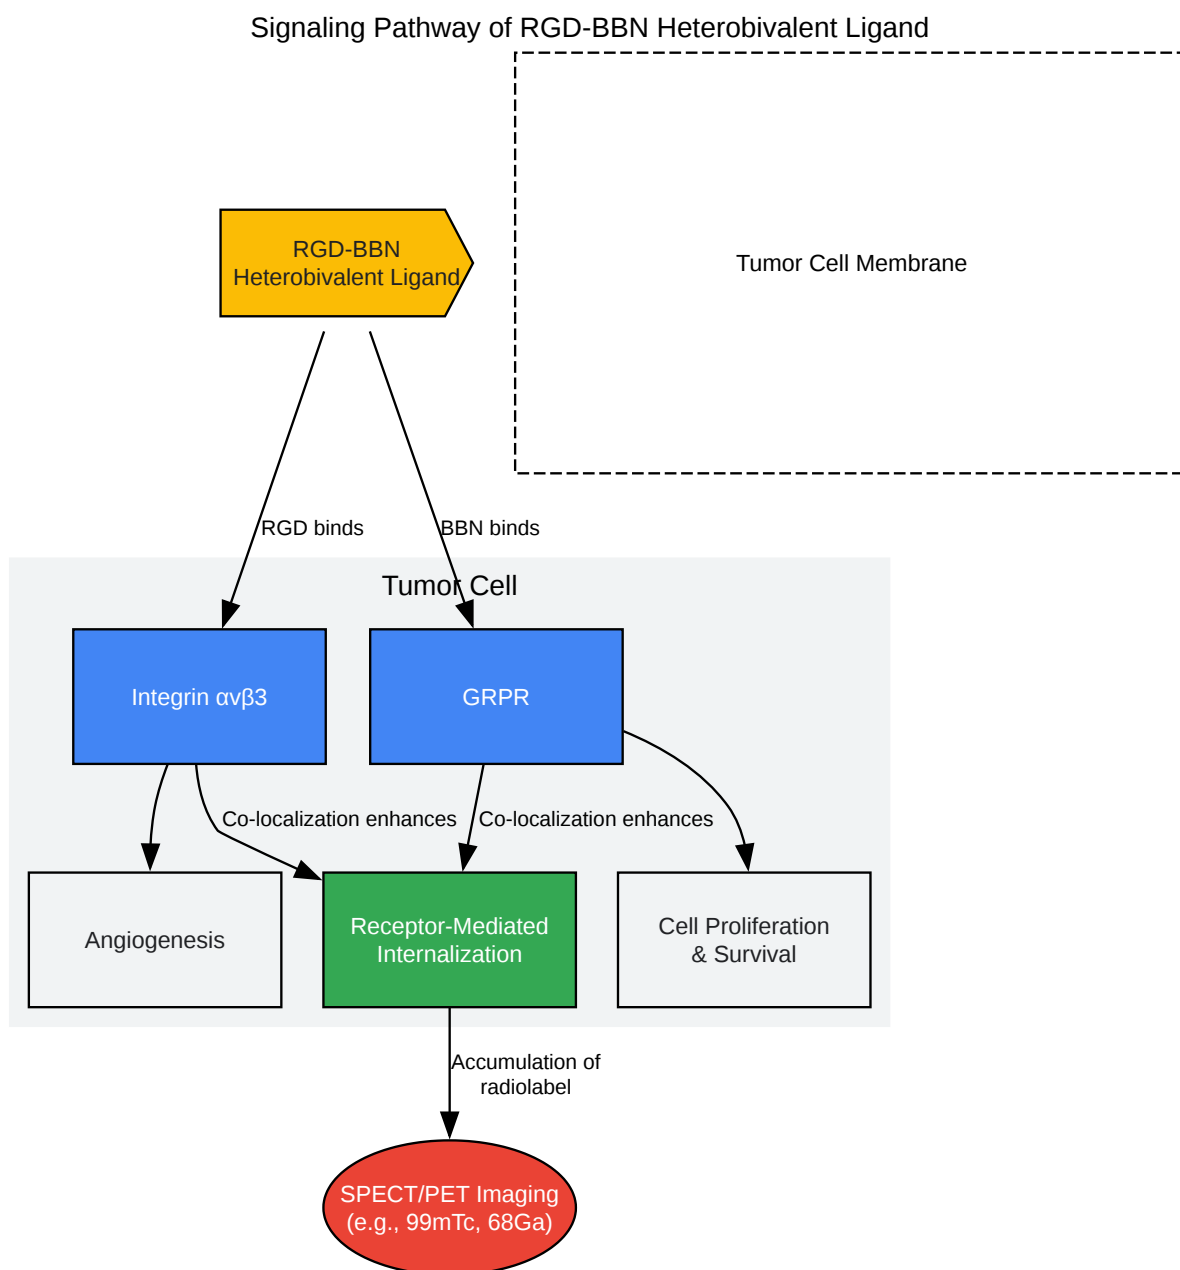 Signaling Pathway of RGD-BBN Heterobivalent Ligand
RGD-BBN
Heterobivalent Ligand
Tumor Cell Membrane
RGD binds
BBN binds
Tumor Cell
Integrin αvβ3
GRPR
Co-localization enhances
Co-localization enhances
Angiogenesis
Receptor-Mediated
Internalization
Cell Proliferation
& Survival
Accumulation of
radiolabel
SPECT/PET Imaging
(e.g., 99mTc, 68Ga)